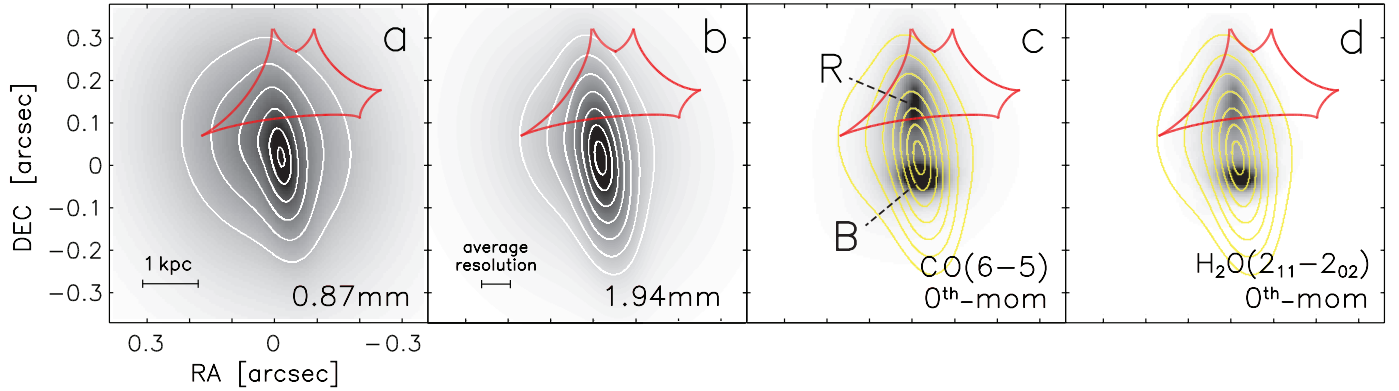 DEC [arcsec]
0.3
0.2
0.1
0
−0.1
−0.2
−0.3
a
1 kpc
0.87mm
0.3
0
−0.3
RA [arcsec]
b
average
resolution
1.94mm
c
R
B
CO(6−5)
0ᵗʰ−mom
d
H₂O(2₁₁−2₀₂)
0ᵗʰ−mom